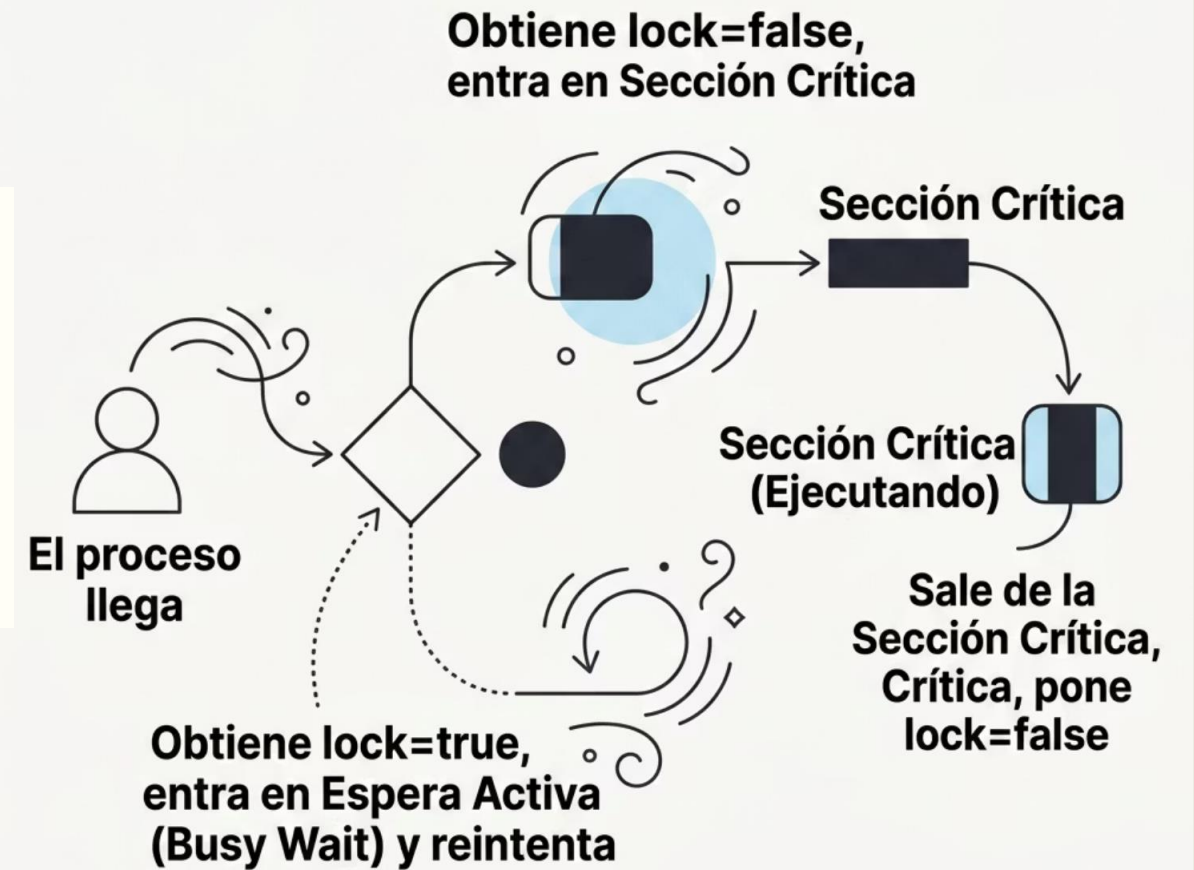 Obtiene lock=false,
entra en Sección Crítica
Sección Crítica
Sección Crítica
(Ejecutando)
El proceso
llega
Sale de la
Sección Crítica,
Crítica, pone
lock=false
Obtiene lock=true,
entra en Espera Activa
(Busy Wait) y reintenta